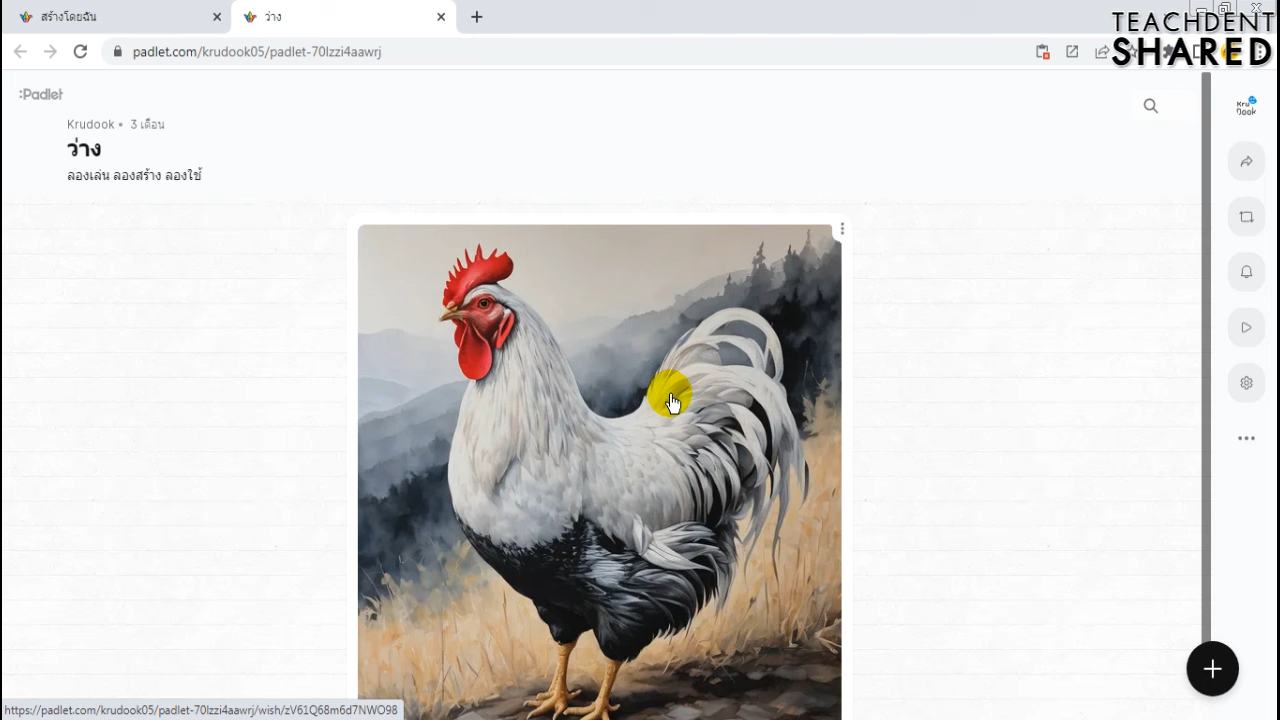 สร้างโดยฉัน
ว่าง
TEACHDENT
SHARED
padlet.com/krudook05/padlet-70lzzi4aawrj
:Padlet
Krudook • 3 เดือน
ว่าง
ลองเล่น ลองสร้าง ลองใช้
Kru
Dook
https://padlet.com/krudook05/padlet-70lzzi4aawrj/wish/zV61Q68m6d7NWO98